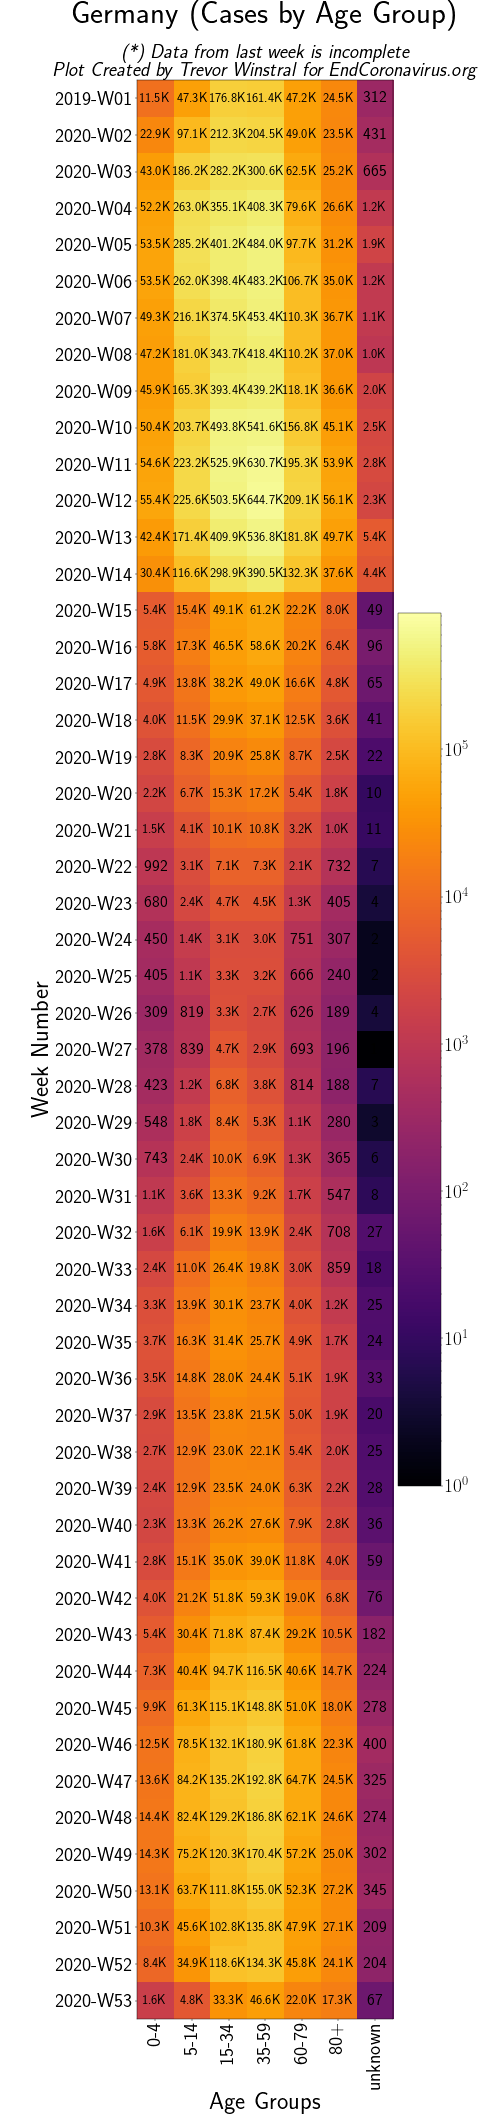 Germany (Cases by Age Group)
(*) Data from last week is incomplete
Plot Created by Trevor Winstral for EndCoronavirus.org
2019-W01 11.5K 47.3K 176.8K 161.4K 47.2K 24.5K 312
2020-W02 22.9K 97.1K 212.3K 204.5K 49.0K 23.5K 431
2020-W03 43.0K 186.2K 282.2K 300.6K 62.5K 25.2K 665
2020-W04 52.2K 263.0K 355.1K 408.3K 79.6K 26.6K 1.2K
2020-W05 53.5K 285.2K 401.2K 484.0K 97.7K 31.2K 1.9K
2020-W06 53.5K 262.0K 398.4K 483.2K 106.7K 35.0K 1.2K
2020-W07 49.3K 216.1K 374.5K 453.4K 110.3K 36.7K 1.1K
2020-W08 47.2K 181.0K 343.7K 418.4K 110.2K 37.0K 1.0K
2020-W09 45.9K 165.3K 393.4K 439.2K 118.1K 36.6K 2.0K
2020-W10 50.4K 203.7K 493.8K 541.6K 156.8K 45.1K 2.5K
2020-W11 54.6K 223.2K 525.9K 630.7K 195.3K 53.9K 2.8K
2020-W12 55.4K 225.6K 503.5K 644.7K 209.1K 56.1K 2.3K
2020-W13 42.4K 171.4K 409.9K 536.8K 181.8K 49.7K 5.4K
2020-W14 30.4K 116.6K 298.9K 390.5K 132.3K 37.6K 4.4K
2020-W15 5.4K 15.4K 49.1K 61.2K 22.2K 8.0K 49
2020-W16 5.8K 17.3K 46.5K 58.6K 20.2K 6.4K 96
2020-W17 4.9K 13.8K 38.2K 49.0K 16.6K 4.8K 65
2020-W18 4.0K 11.5K 29.9K 37.1K 12.5K 3.6K 41
2020-W19 2.8K 8.3K 20.9K 25.8K 8.7K 2.5K 22
2020-W20 2.2K 6.7K 15.3K 17.2K 5.4K 1.8K 10
2020-W21 1.5K 4.1K 10.1K 10.8K 3.2K 1.0K 11
2020-W22 992 3.1K 7.1K 7.3K 2.1K 732 7
2020-W23 680 2.4K 4.7K 4.5K 1.3K 405 4
2020-W24 450 1.4K 3.1K 3.0K 751 307 2
2020-W25 405 1.1K 3.3K 3.2K 666 240 2
2020-W26 309 819 3.3K 2.7K 626 189 4
2020-W27 378 839 4.7K 2.9K 693 196
2020-W28 423 1.2K 6.8K 3.8K 814 188 7
2020-W29 548 1.8K 8.4K 5.3K 1.1K 280 3
2020-W30 743 2.4K 10.0K 6.9K 1.3K 365 6
2020-W31 1.1K 3.6K 13.3K 9.2K 1.7K 547 8
2020-W32 1.6K 6.1K 19.9K 13.9K 2.4K 708 27
2020-W33 2.4K 11.0K 26.4K 19.8K 3.0K 859 18
2020-W34 3.3K 13.9K 30.1K 23.7K 4.0K 1.2K 25
2020-W35 3.7K 16.3K 31.4K 25.7K 4.9K 1.7K 24
2020-W36 3.5K 14.8K 28.0K 24.4K 5.1K 1.9K 33
2020-W37 2.9K 13.5K 23.8K 21.5K 5.0K 1.9K 20
2020-W38 2.7K 12.9K 23.0K 22.1K 5.4K 2.0K 25
2020-W39 2.4K 12.9K 23.5K 24.0K 6.3K 2.2K 28
2020-W40 2.3K 13.3K 26.2K 27.6K 7.9K 2.8K 36
2020-W41 2.8K 15.1K 35.0K 39.0K 11.8K 4.0K 59
2020-W42 4.0K 21.2K 51.8K 59.3K 19.0K 6.8K 76
2020-W43 5.4K 30.4K 71.8K 87.4K 29.2K 10.5K 182
2020-W44 7.3K 40.4K 94.7K 116.5K 40.6K 14.7K 224
2020-W45 9.9K 61.3K 115.1K 148.8K 51.0K 18.0K 278
2020-W46 12.5K 78.5K 132.1K 180.9K 61.8K 22.3K 400
2020-W47 13.6K 84.2K 135.2K 192.8K 64.7K 24.5K 325
2020-W48 14.4K 82.4K 129.2K 186.8K 62.1K 24.6K 274
2020-W49 14.3K 75.2K 120.3K 170.4K 57.2K 25.0K 302
2020-W50 13.1K 63.7K 111.8K 155.0K 52.3K 27.2K 345
2020-W51 10.3K 45.6K 102.8K 135.8K 47.9K 27.1K 209
2020-W52 8.4K 34.9K 118.6K 134.3K 45.8K 24.1K 204
2020-W53 1.6K 4.8K 33.3K 46.6K 22.0K 17.3K 67
0-4 5-14 15-34 35-59 60-79 80+ unknown
Age Groups
Week Number
10⁵
10⁴
10³
10²
10¹
10⁰